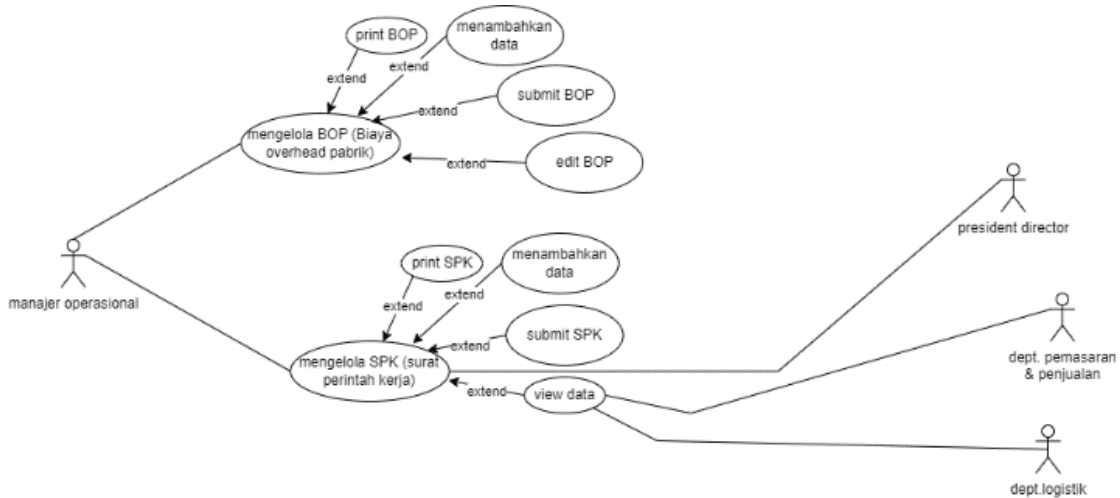 print BOP
menambahkan
data
extend
extend
submit BOP
extend
mengelola BOP (Biaya
overhead pabrik)
extend
edit BOP
president director
manajer operasional
print SPK
menambahkan
data
extend
extend
submit SPK
extend
mengelola SPK (surat
perintah kerja)
extend
view data
dept. pemasaran
& penjualan
dept.logistik